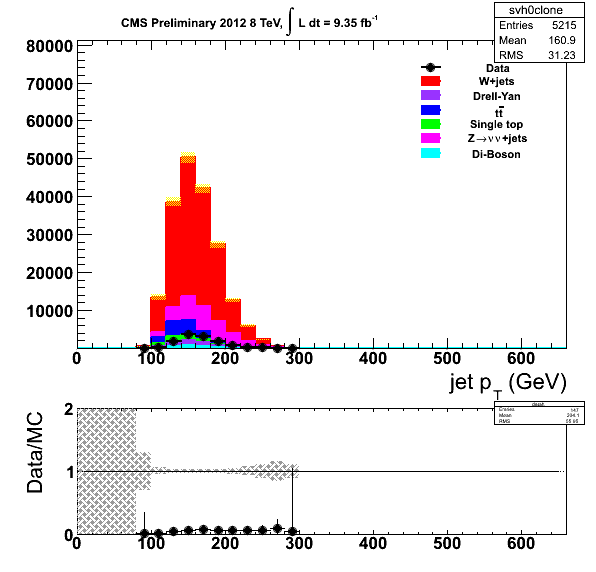 CMS Preliminary 2012 8 TeV, ∫ L dt = 9.35 fb⁻¹
svh0clone
Entries 5215
Mean 160.9
RMS 31.23
80000
70000
60000
50000
40000
30000
20000
10000
Data
W+jets
Drell-Yan
tt̅
Single top
Z→νν+jets
Di-Boson
0 100 200 300 400 500 600
jet p_T (GeV)
Entries
Mean
RMS
Data/MC
2
1
0
0 100 200 300 400 500 600